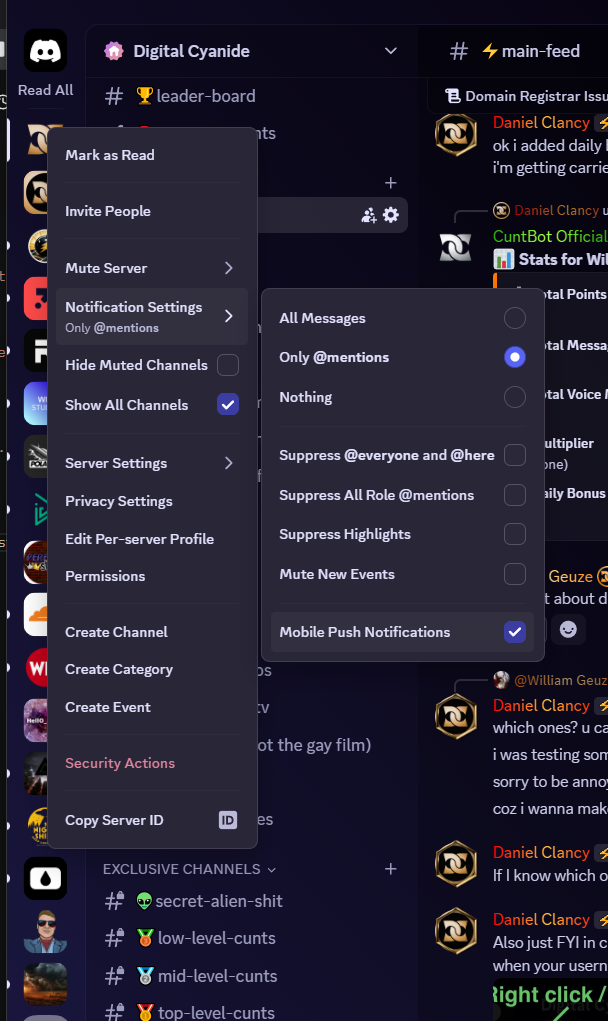 Digital Cyanide
# ⚡main-feed
Read All
# 🏆leader-board
Domain Registrar Issu
nts
Daniel Clancy
ok i added daily
i'm getting carrie
Mark as Read
Invite People
Daniel Clancy u
CuntBot Official
📊 Stats for Wil
Mute Server
Notification Settings
Only @mentions
otal Points
All Messages
otal Messa
Only @mentions
Hide Muted Channels
otal Voice M
Nothing
Show All Channels
ultiplier
one)
Suppress @everyone and @here
Server Settings
aily Bonus
Suppress All Role @mentions
Privacy Settings
Suppress Highlights
Edit Per-server Profile
Mute New Events
Permissions
Geuze
t about d
Mobile Push Notifications
Create Channel
Create Category
os
@William Geuz
Create Event
tv
Daniel Clancy
which ones? u ca
ot the gay film)
i was testing som
Security Actions
sorry to be annoy
coz i wanna make
Copy Server ID
ID
es
Daniel Clancy
If I know which o
EXCLUSIVE CHANNELS
# 👽secret-alien-shit
Daniel Clancy
# 🥉low-level-cunts
Also just FYI in c
when your usern
# 🥈mid-level-cunts
Right click /
# 🥇top-level-cunts